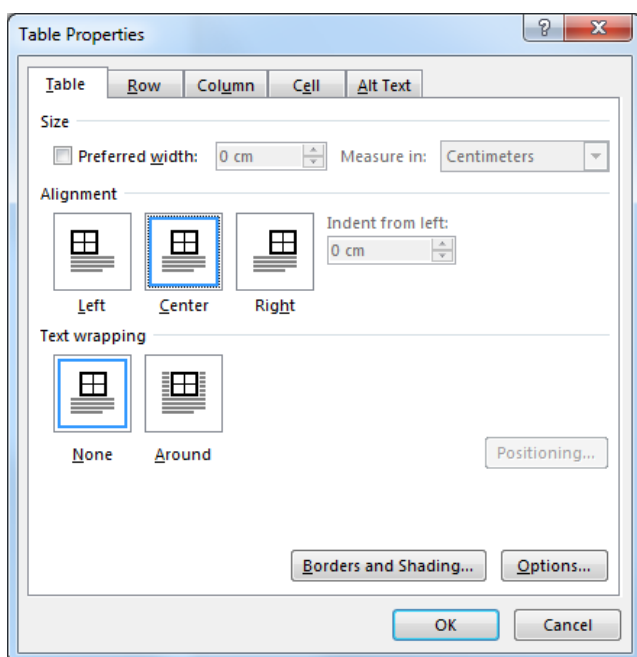 Table Properties
?
Table Row Column Cell Alt Text
Size
Preferred width: 0 cm Measure in: Centimeters
Alignment
Indent from left:
0 cm
Left Center Right
Text wrapping
None Around
Positioning...
Borders and Shading... Options...
OK Cancel